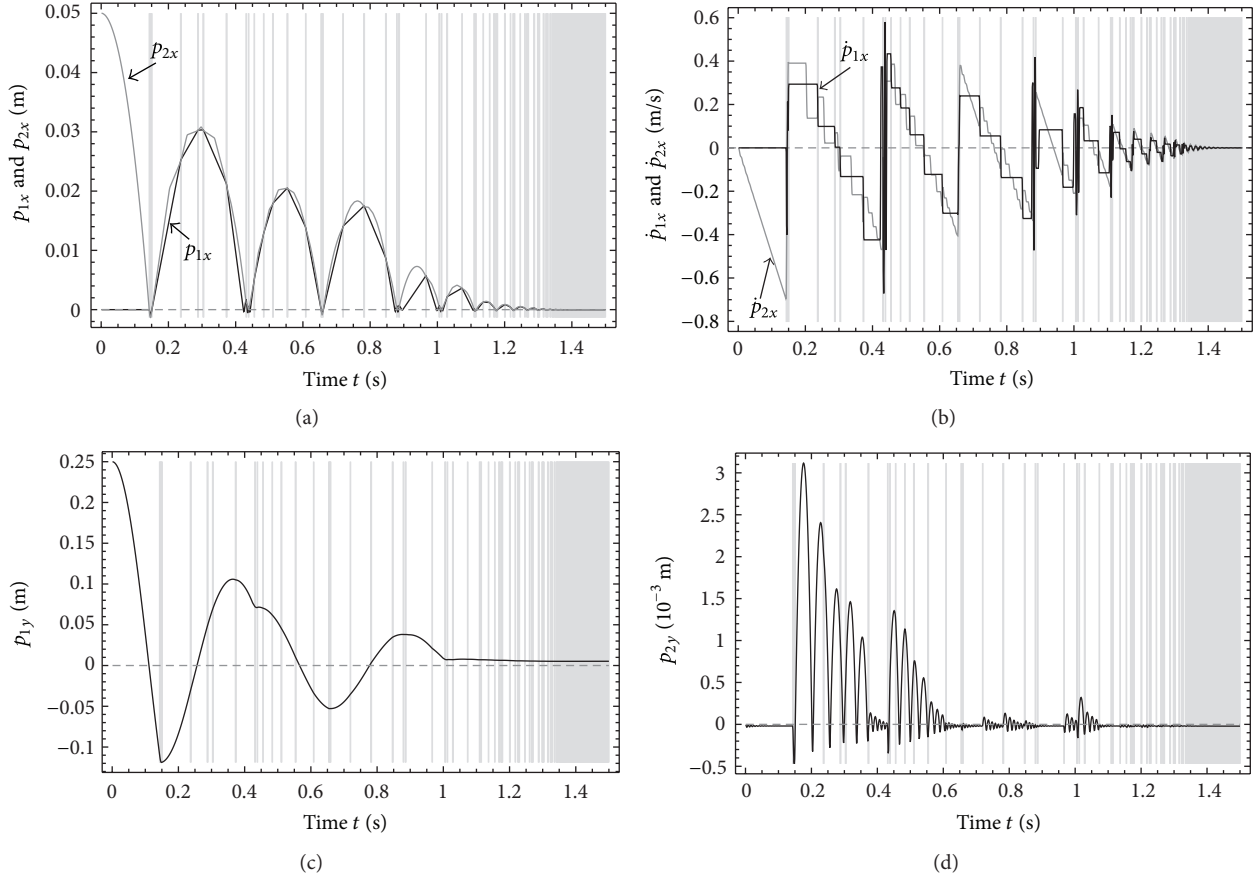 0.05
0.04
0.03
0.02
0.01
0
p1x and p2x (m)
p2x
p1x
0 0.2 0.4 0.6 0.8 1 1.2 1.4
Time t (s)
(a)
0.6
0.4
0.2
0
−0.2
−0.4
−0.6
−0.8
ṗ1x and ṗ2x (m/s)
ṗ1x
ṗ2x
0 0.2 0.4 0.6 0.8 1 1.2 1.4
Time t (s)
(b)
0.25
0.2
0.15
0.1
0.05
0
−0.05
−0.1
p1y (m)
0 0.2 0.4 0.6 0.8 1 1.2 1.4
Time t (s)
(c)
3
2.5
2
1.5
1
0.5
0
−0.5
p2y (10−3 m)
0 0.2 0.4 0.6 0.8 1 1.2 1.4
Time t (s)
(d)